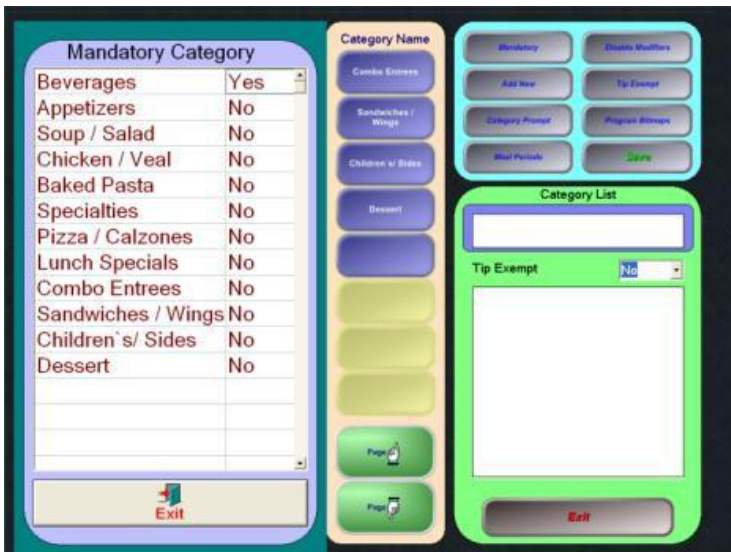 Mandatory Category
Beverages Yes
Appetizers No
Soup / Salad No
Chicken / Veal No
Baked Pasta No
Specialties No
Pizza / Calzones No
Lunch Specials No
Combo Entrees No
Sandwiches / Wings No
Children`s/ Sides No
Dessert No
Exit
Category Name
Combo Entrees
Sandwiches /
Wings
Children`s/ Sides
Dessert
Page
Page
Mandatory
Disable Modifiers
Add New
Tip Exempt
Category Prompt
Program Bitmaps
Meal Periods
Save
Category List
Tip Exempt No
Exit